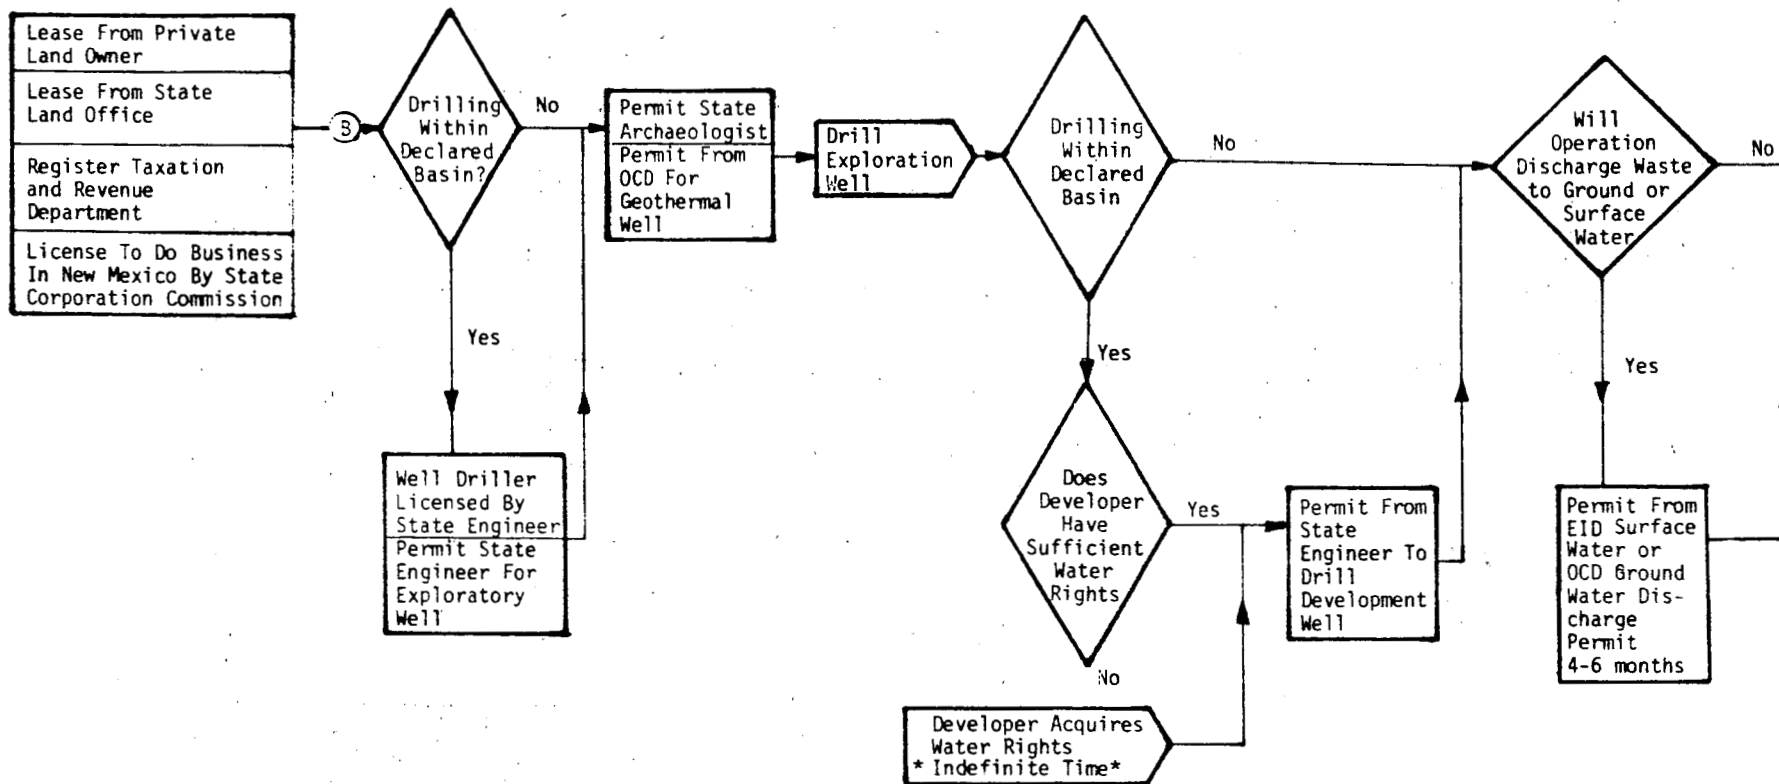 Lease From Private
Land Owner
Lease From State
Land Office
Register Taxation
and Revenue
Department
License To Do Business
In New Mexico By State
Corporation Commission
B
Drilling
Within
Declared
Basin?
No
Yes
Well Driller
Licensed By
State Engineer
Permit State
Engineer For
Exploratory
Well
Permit State
Archaeologist
Permit From
OCD For
Geothermal
Well
Drill
Exploration
Well
Drilling
Within
Declared
Basin
No
Yes
Does
Developer
Have
Sufficient
Water
Rights
Yes
No
Developer Acquires
Water Rights
* Indefinite Time*
Permit From
State
Engineer To
Drill
Development
Well
Will
Operation
Discharge Waste
to Ground or
Surface
Water
No
Yes
Permit From
EID Surface
Water or
OCD Ground
Water Dis-
charge
Permit
4-6 months